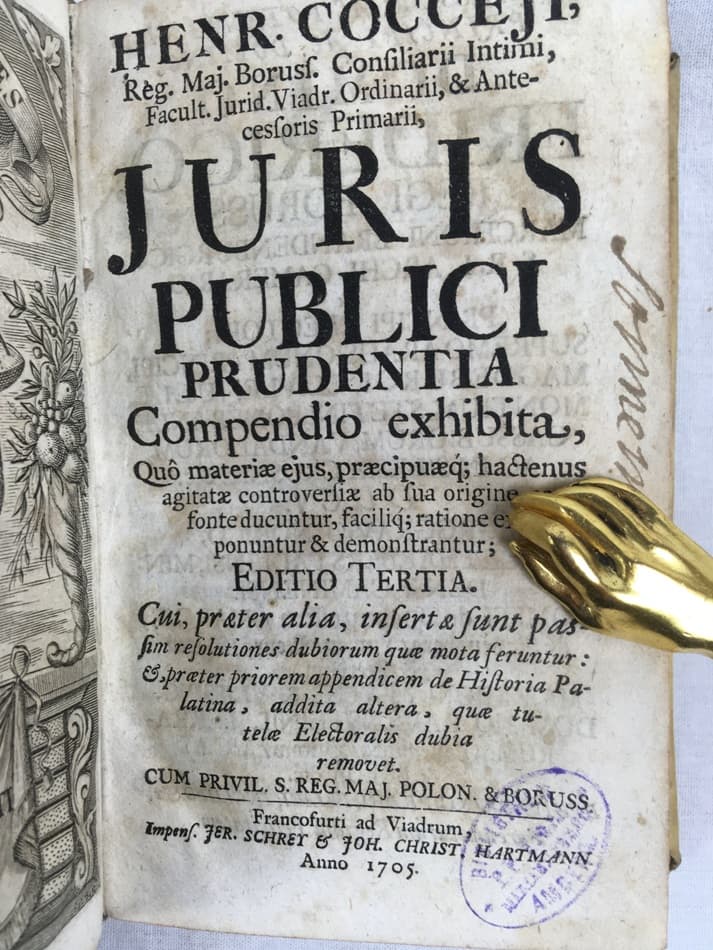 HENR. COCCEJI,
Reg. Maj. Boruſſ. Conſiliarii Intimi,
Facult. Jurid. Viadr. Ordinarii, & Ante-
ceſſoris Primarii,
JURIS
PUBLICI
PRUDENTIA
Compendio exhibita,
Quô materiæ ejus, præcipuæq́; hactenus
agitatæ controverſiæ ab ſua origine
fonte ducuntur, faciliq́; ratione ex
ponuntur & demonſtrantur;
EDITIO TERTIA.
Cui, præter alia, inſertæ ſunt paſ-
ſim reſolutiones dubiorum quæ mota feruntur:
&, præter priorem appendicem de Hiſtoria Pa-
latina, addita altera, quæ tu-
telæ Electoralis dubia
removet.
CUM PRIVIL. S. REG. MAJ. POLON. & BORUSS.
Francofurti ad Viadrum,
Impenſ. JER. SCHREY & JOH. CHRIST. HARTMANN.
Anno 1705.